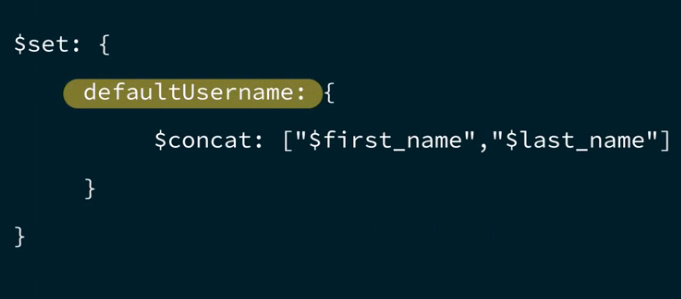 $set: {
defaultUsername: {
$concat: ["$first_name","$last_name"]
}
}